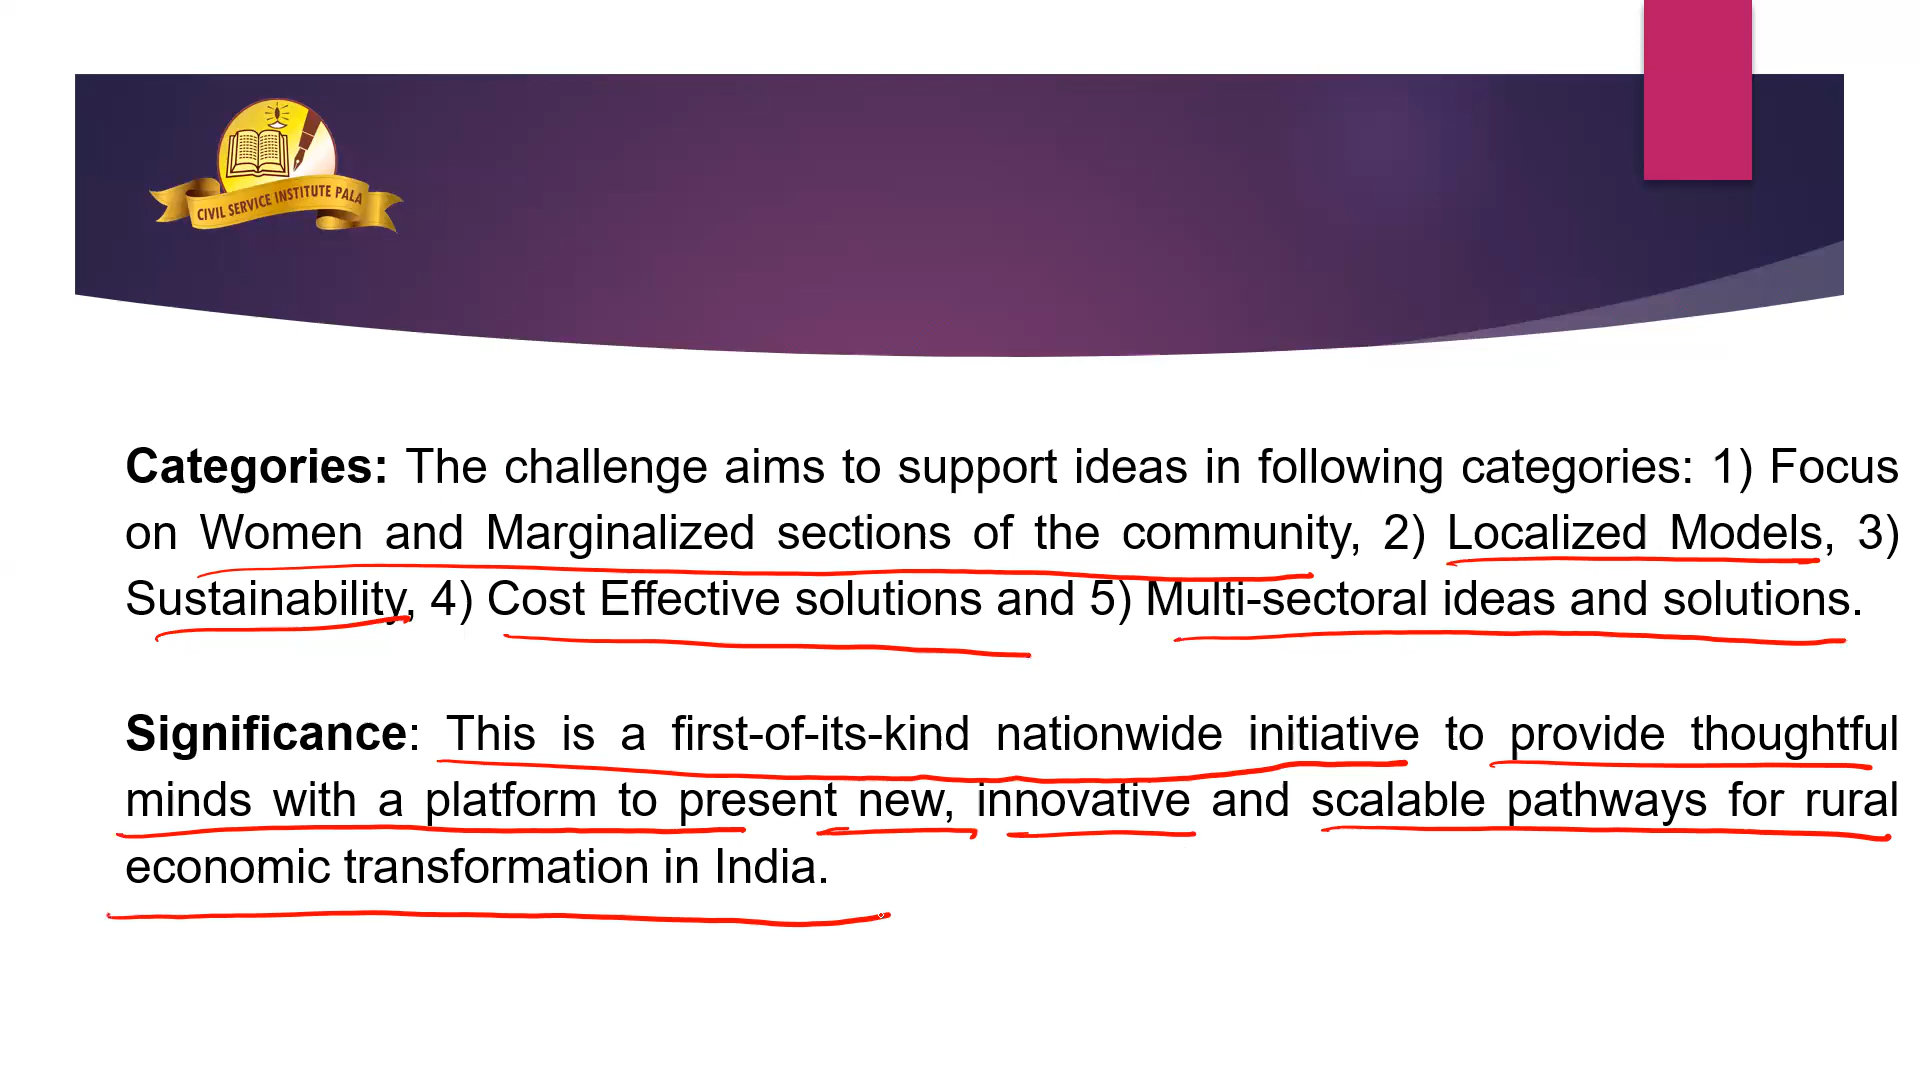 CIVIL SERVICE INSTITUTE PALA
Categories: The challenge aims to support ideas in following categories: 1) Focus
on Women and Marginalized sections of the community, 2) Localized Models, 3)
Sustainability, 4) Cost Effective solutions and 5) Multi-sectoral ideas and solutions.
Significance: This is a first-of-its-kind nationwide initiative to provide thoughtful
minds with a platform to present new, innovative and scalable pathways for rural
economic transformation in India.